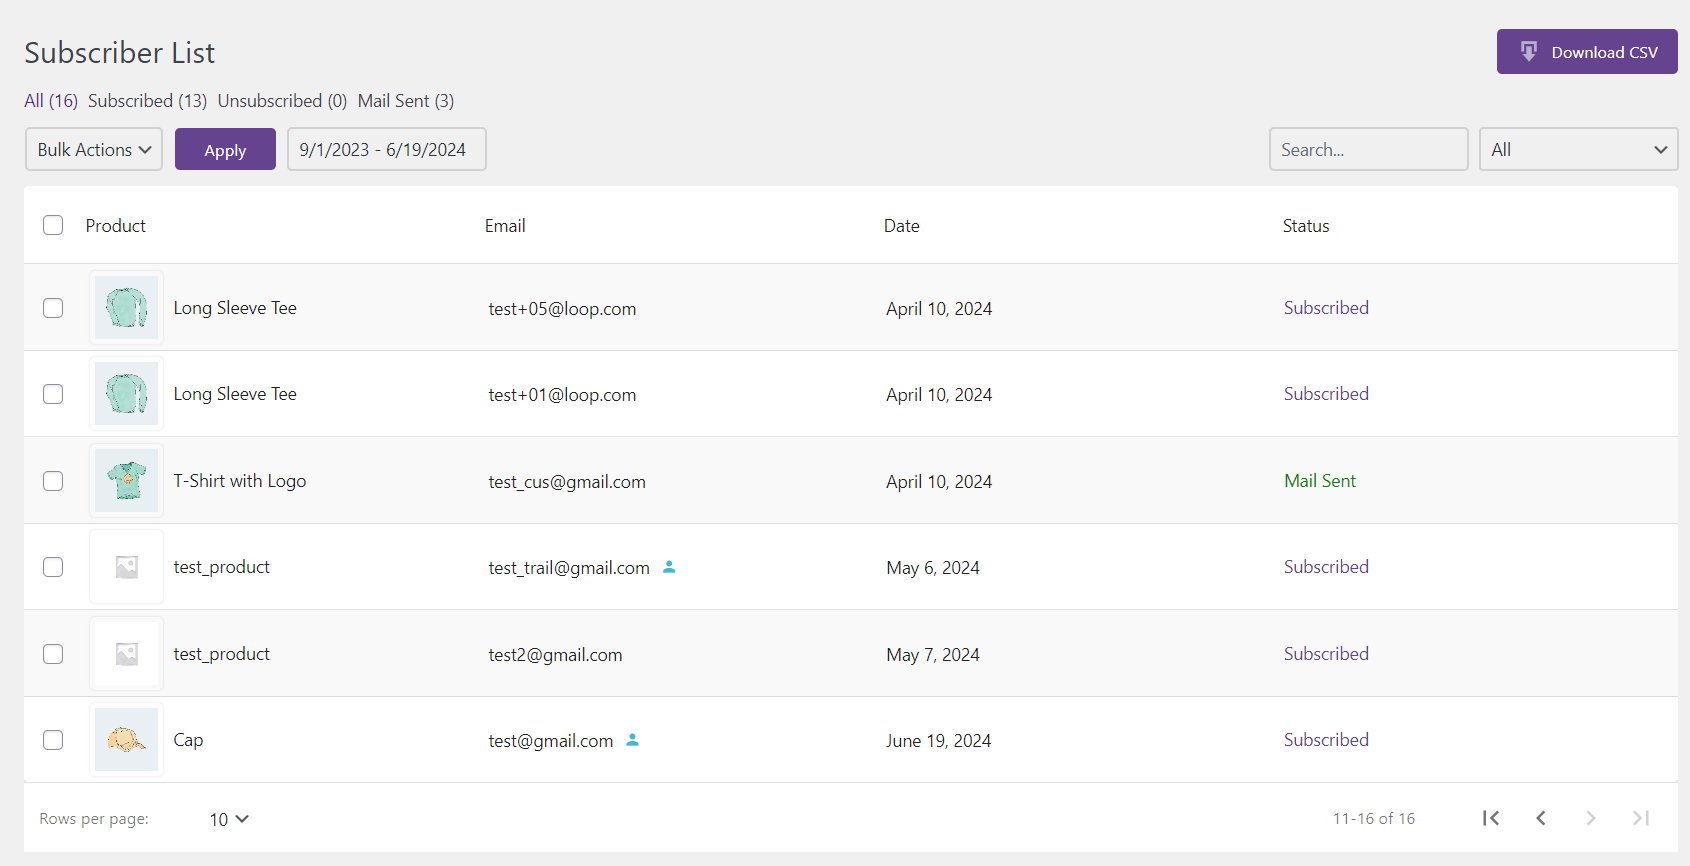 Subscriber List
Download CSV
All (16) Subscribed (13) Unsubscribed (0) Mail Sent (3)
Bulk Actions Apply 9/1/2023 - 6/19/2024 Search... All
Product Email Date Status
Long Sleeve Tee test+05@loop.com April 10, 2024 Subscribed
Long Sleeve Tee test+01@loop.com April 10, 2024 Subscribed
T-Shirt with Logo test_cus@gmail.com April 10, 2024 Mail Sent
test_product test_trail@gmail.com May 6, 2024 Subscribed
test_product test2@gmail.com May 7, 2024 Subscribed
Cap test@gmail.com June 19, 2024 Subscribed
Rows per page: 10 11-16 of 16